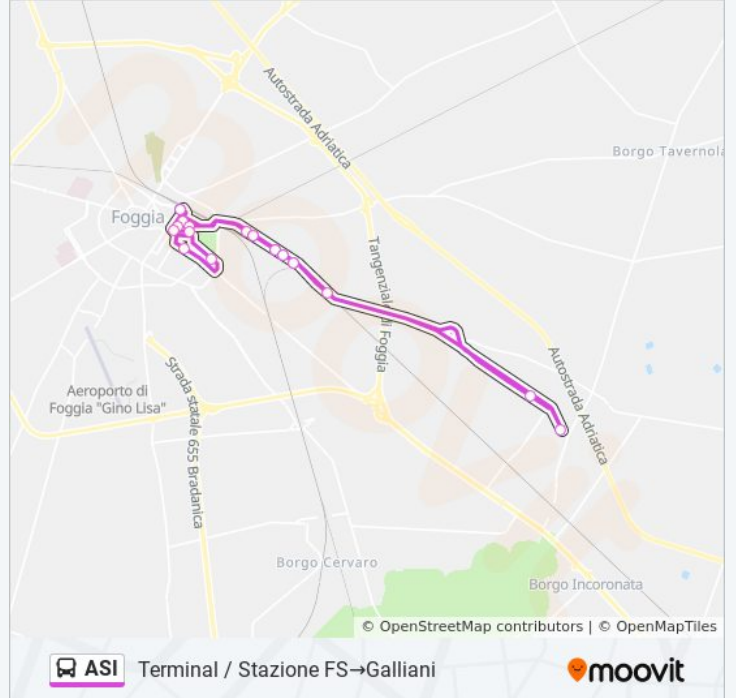 Autostrada Adriatica
Borgo Tavernola
Foggia
Tangenziale di Foggia
Autostrada Adriatica
Aeroporto di
Foggia "Gino Lisa"
Strada statale 655 Bradanica
Borgo Cervaro
Borgo Incoronata
© OpenStreetMap contributors | © OpenMapTiles
ASI Terminal / Stazione FS→Galliani
moovit